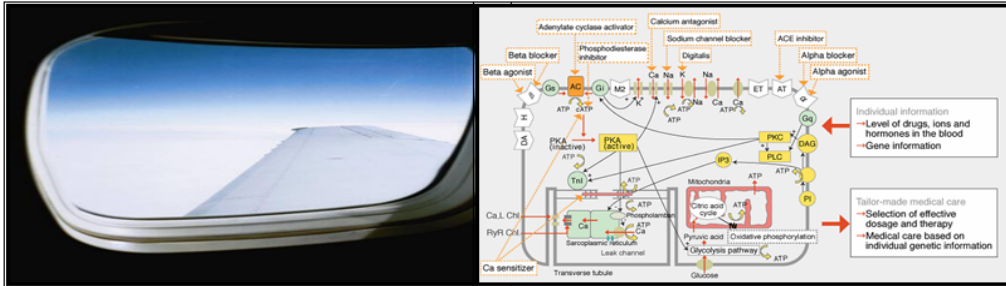 Adenylate cyclase activator
Calcium antagonist
Sodium channel blocker
ACE inhibitor
Beta blocker
Phosphodiesterase
inhibitor
Digitalis
Alpha blocker
Beta agonist
Alpha agonist
Gs
AC
Gi
M2
Ca
Na
K
Na
ET
AT
α
β
H
DA
ATP
cATP
K
ATP
Na
ATP
Ca
Ca
ATP
Gq
PKA
(inactive)
PKA
(active)
PKC
DAG
PLC
IP3
PI
ATP
ATP
TnI
ATP
ATP
Mitochondria
ATP
Citric acid
cycle
ATP
Ca,L Chl.
RyR Chl.
Ca
Phospholamban
Ca
ATP
Sarcoplasmic reticulum
Leak channel
Oxidative phosphorylation
Pyruvic acid
Glycolysis pathway
ATP
Glucose
Ca sensitizer
Transverse tubule
Individual information
→Level of drugs, ions and
hormones in the blood
→Gene information
Tailor-made medical care
→Selection of effective
dosage and therapy
→Medical care based on
individual genetic information